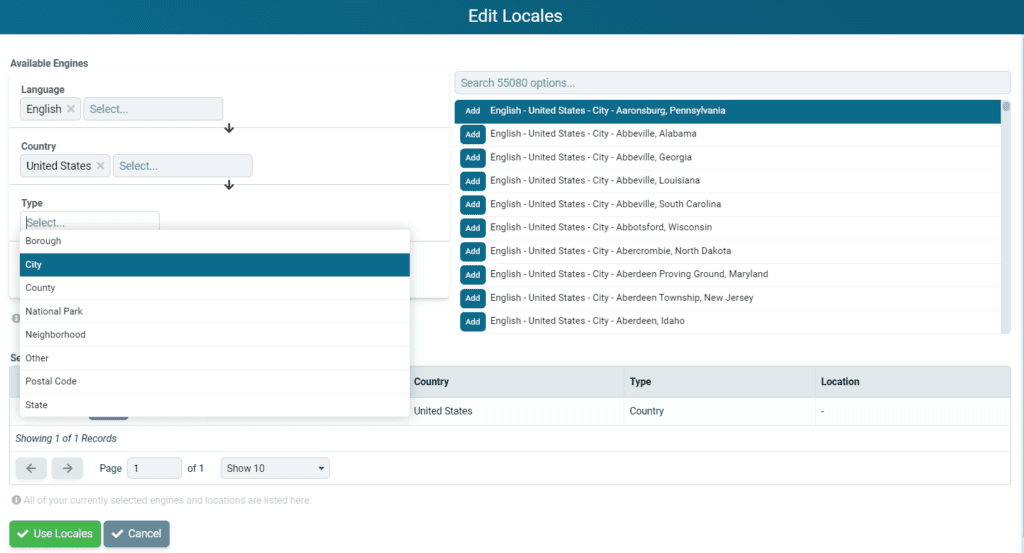 Edit Locales
Available Engines
Language
English ✕ Select...
Country
United States ✕ Select...
Type
Select...
Borough
City
County
National Park
Neighborhood
Other
Postal Code
State
Search 55080 options...
Add English - United States - City - Aaronsburg, Pennsylvania
Add English - United States - City - Abbeville, Alabama
Add English - United States - City - Abbeville, Georgia
Add English - United States - City - Abbeville, Louisiana
Add English - United States - City - Abbeville, South Carolina
Add English - United States - City - Abbotsford, Wisconsin
Add English - United States - City - Abercrombie, North Dakota
Add English - United States - City - Aberdeen Proving Ground, Maryland
Add English - United States - City - Aberdeen Township, New Jersey
Add English - United States - City - Aberdeen, Idaho
Country Type Location
United States Country -
Showing 1 of 1 Records
Page 1 of 1 Show 10
All of your currently selected engines and locations are listed here.
Use Locales Cancel